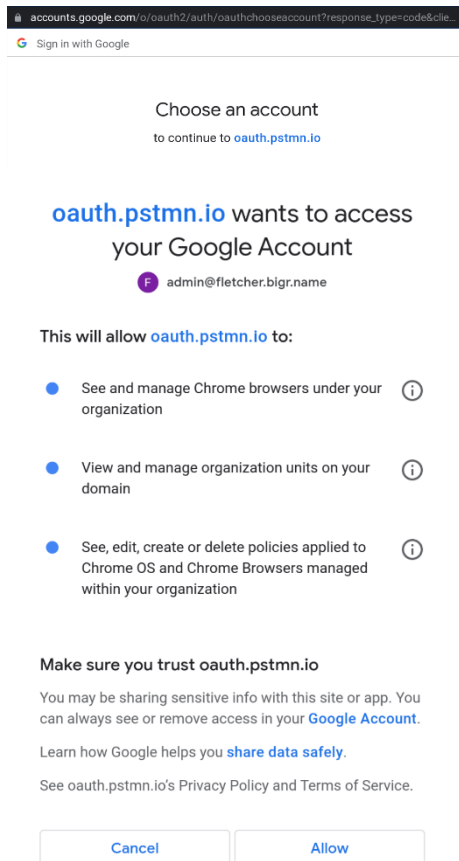 accounts.google.com/o/oauth2/auth/oauthchooseaccount?response_type=code&clie...
G Sign in with Google
Choose an account
to continue to oauth.pstmn.io
oauth.pstmn.io wants to access
your Google Account
F admin@fletcher.bigr.name
This will allow oauth.pstmn.io to:
See and manage Chrome browsers under your
organization
View and manage organization units on your
domain
See, edit, create or delete policies applied to
Chrome OS and Chrome Browsers managed
within your organization
Make sure you trust oauth.pstmn.io
You may be sharing sensitive info with this site or app. You
can always see or remove access in your Google Account.
Learn how Google helps you share data safely.
See oauth.pstmn.io's Privacy Policy and Terms of Service.
Cancel Allow